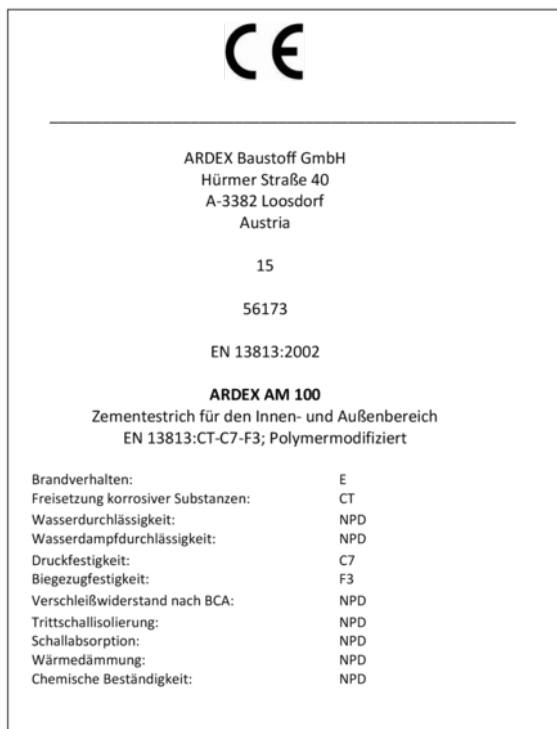 CE
ARDEX Baustoff GmbH
Hürmer Straße 40
A-3382 Loosdorf
Austria
15
56173
EN 13813:2002
ARDEX AM 100
Zementestrich für den Innen- und Außenbereich
EN 13813:CT-C7-F3; Polymermodifiziert
Brandverhalten: E
Freisetzung korrosiver Substanzen: CT
Wasserdurchlässigkeit: NPD
Wasserdampfdurchlässigkeit: NPD
Druckfestigkeit: C7
Biegezugfestigkeit: F3
Verschleißwiderstand nach BCA: NPD
Trittschallisolierung: NPD
Schallabsorption: NPD
Wärmedämmung: NPD
Chemische Beständigkeit: NPD